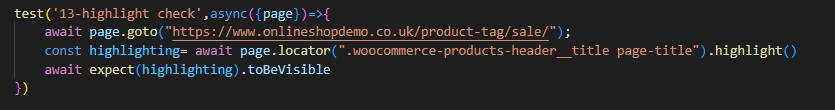 test('13-highlight check',async({page})=>{
    await page.goto("https://www.onlineshopdemo.co.uk/product-tag/sale/");
    const highlighting= await page.locator(".woocommerce-products-header__title page-title").highlight()
    await expect(highlighting).toBeVisible
})